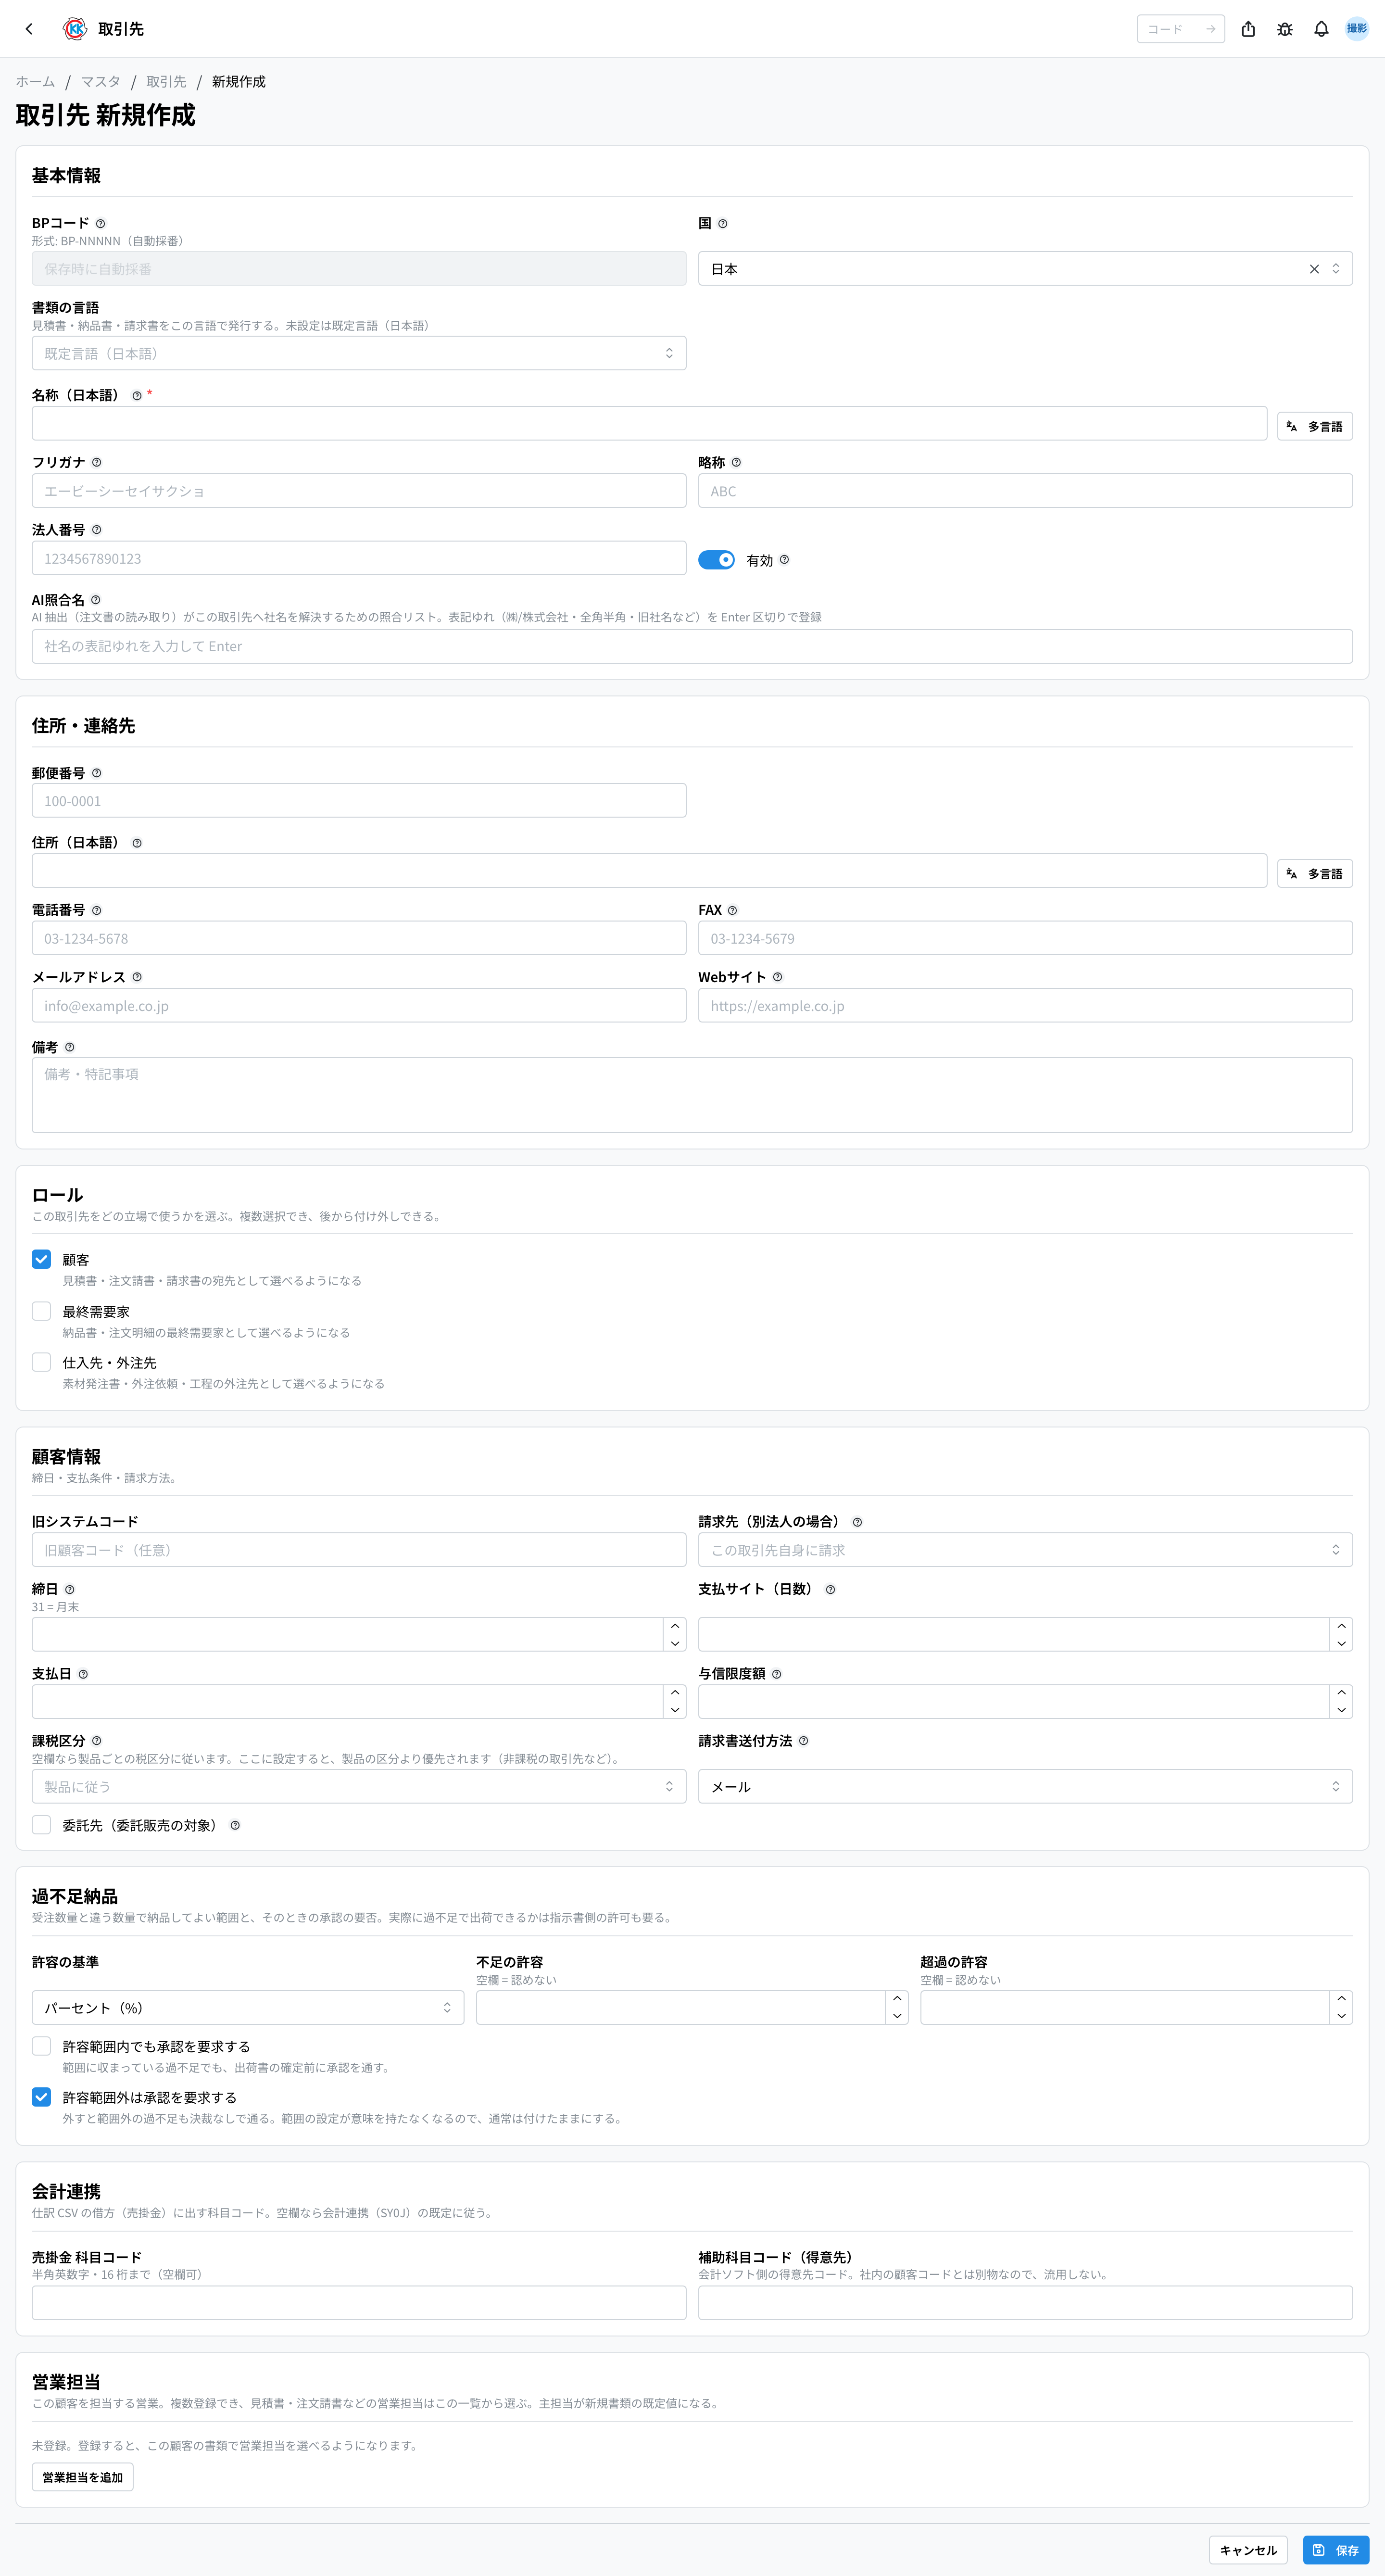 取引先
コード
撮影
ホーム / マスタ / 取引先 / 新規作成
取引先 新規作成
基本情報
BPコード
形式: BP-NNNNN（自動採番）
保存時に自動採番
国
日本
書類の言語
見積書・納品書・請求書をこの言語で発行する。未設定は既定言語（日本語）
既定言語（日本語）
名称（日本語） *
多言語
フリガナ
エービーシーセイサクショ
略称
ABC
法人番号
1234567890123
有効
AI照合名
AI 抽出（注文書の読み取り）がこの取引先へ社名を解決するための照合リスト。表記ゆれ（㈱/株式会社・全角半角・旧社名など）を Enter 区切りで登録
社名の表記ゆれを入力して Enter
住所・連絡先
郵便番号
100-0001
住所（日本語）
多言語
電話番号
03-1234-5678
FAX
03-1234-5679
メールアドレス
info@example.co.jp
Webサイト
https://example.co.jp
備考
備考・特記事項
ロール
この取引先をどの立場で使うかを選ぶ。複数選択でき、後から付け外しできる。
顧客
見積書・注文請書・請求書の宛先として選べるようになる
最終需要家
納品書・注文明細の最終需要家として選べるようになる
仕入先・外注先
素材発注書・外注依頼・工程の外注先として選べるようになる
顧客情報
締日・支払条件・請求方法。
旧システムコード
旧顧客コード（任意）
請求先（別法人の場合）
この取引先自身に請求
締日
31 = 月末
支払サイト（日数）
支払日
与信限度額
課税区分
空欄なら製品ごとの税区分に従います。ここに設定すると、製品の区分より優先されます（非課税の取引先など）。
製品に従う
請求書送付方法
メール
委託先（委託販売の対象）
過不足納品
受注数量と違う数量で納品してよい範囲と、そのときの承認の要否。実際に過不足で出荷できるかは指示書側の許可も要る。
許容の基準
パーセント（%）
不足の許容
空欄 = 認めない
超過の許容
空欄 = 認めない
許容範囲内でも承認を要求する
範囲に収まっている過不足でも、出荷書の確定前に承認を通す。
許容範囲外は承認を要求する
外すと範囲外の過不足も決裁なしで通る。範囲の設定が意味を持たなくなるので、通常は付けたままにする。
会計連携
仕訳 CSV の借方（売掛金）に出す科目コード。空欄なら会計連携（SY0J）の既定に従う。
売掛金 科目コード
半角英数字・16 桁まで（空欄可）
補助科目コード（得意先）
会計ソフト側の得意先コード。社内の顧客コードとは別物なので、流用しない。
営業担当
この顧客を担当する営業。複数登録でき、見積書・注文請書などの営業担当はこの一覧から選ぶ。主担当が新規書類の既定値になる。
未登録。登録すると、この顧客の書類で営業担当を選べるようになります。
営業担当を追加
キャンセル
保存